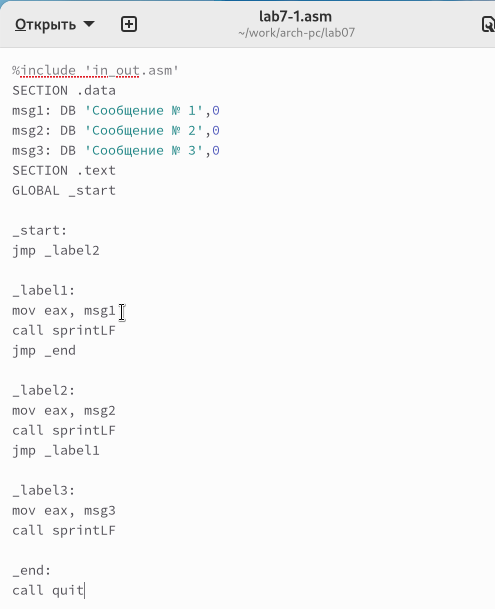 Открыть
lab7-1.asm
~/work/arch-pc/lab07
%include 'in_out.asm'
SECTION .data
msg1: DB 'Сообщение № 1',0
msg2: DB 'Сообщение № 2',0
msg3: DB 'Сообщение № 3',0
SECTION .text
GLOBAL _start

_start:
jmp _label2

_label1:
mov eax, msg1
call sprintLF
jmp _end

_label2:
mov eax, msg2
call sprintLF
jmp _label1

_label3:
mov eax, msg3
call sprintLF

_end:
call quit